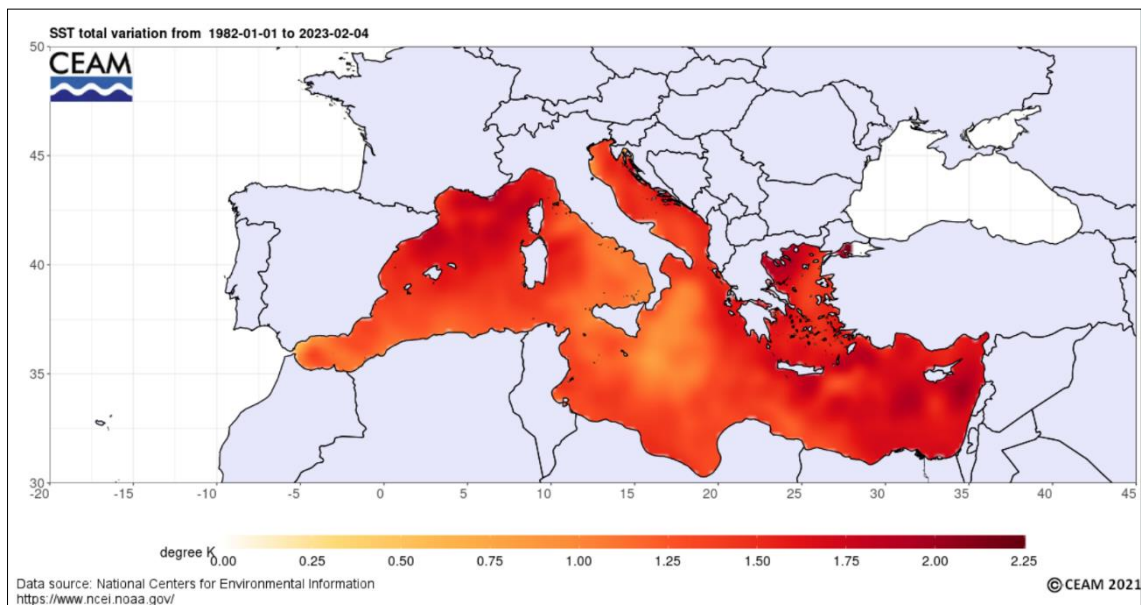 SST total variation from 1982-01-01 to 2023-02-04
50
CEAM
45
40
35
30
-20 -15 -10 -5 0 5 10 15 20 25 30 35 40 45
degree K 0.00 0.25 0.50 0.75 1.00 1.25 1.50 1.75 2.00 2.25
Data source: National Centers for Environmental Information
https://www.ncei.noaa.gov/
© CEAM 2021